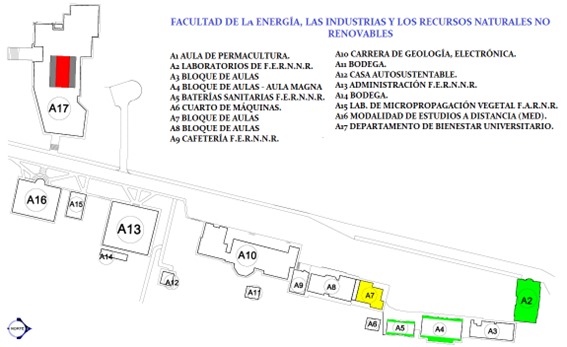 FACULTAD DE LA ENERGÍA, LAS INDUSTRIAS Y LOS RECURSOS NATURALES NO
RENOVABLES
A1 AULA DE PERMACULTURA.
A2 LABORATORIOS DE F.E.R.N.N.R.
A3 BLOQUE DE AULAS
A4 BLOQUE DE AULAS - AULA MAGNA
A5 BATERÍAS SANITARIAS F.E.R.N.N.R.
A6 CUARTO DE MÁQUINAS.
A7 BLOQUE DE AULAS
A8 BLOQUE DE AULAS
A9 CAFETERÍA F.E.R.N.N.R.
A10 CARRERA DE GEOLOGÍA, ELECTRÓNICA.
A11 BODEGA.
A12 CASA AUTOSUSTENTABLE.
A13 ADMINISTRACIÓN F.E.R.N.N.R.
A14 BODEGA.
A15 LAB. DE MICROPROPAGACIÓN VEGETAL F.A.R.N.R.
A16 MODALIDAD DE ESTUDIOS A DISTANCIA (MED).
A17 DEPARTAMENTO DE BIENESTAR UNIVERSITARIO.
A17
A16
A15
A13
A14
A12
A10
A11
A9
A8
A7
A6
A5
A4
A3
A2
NORTE